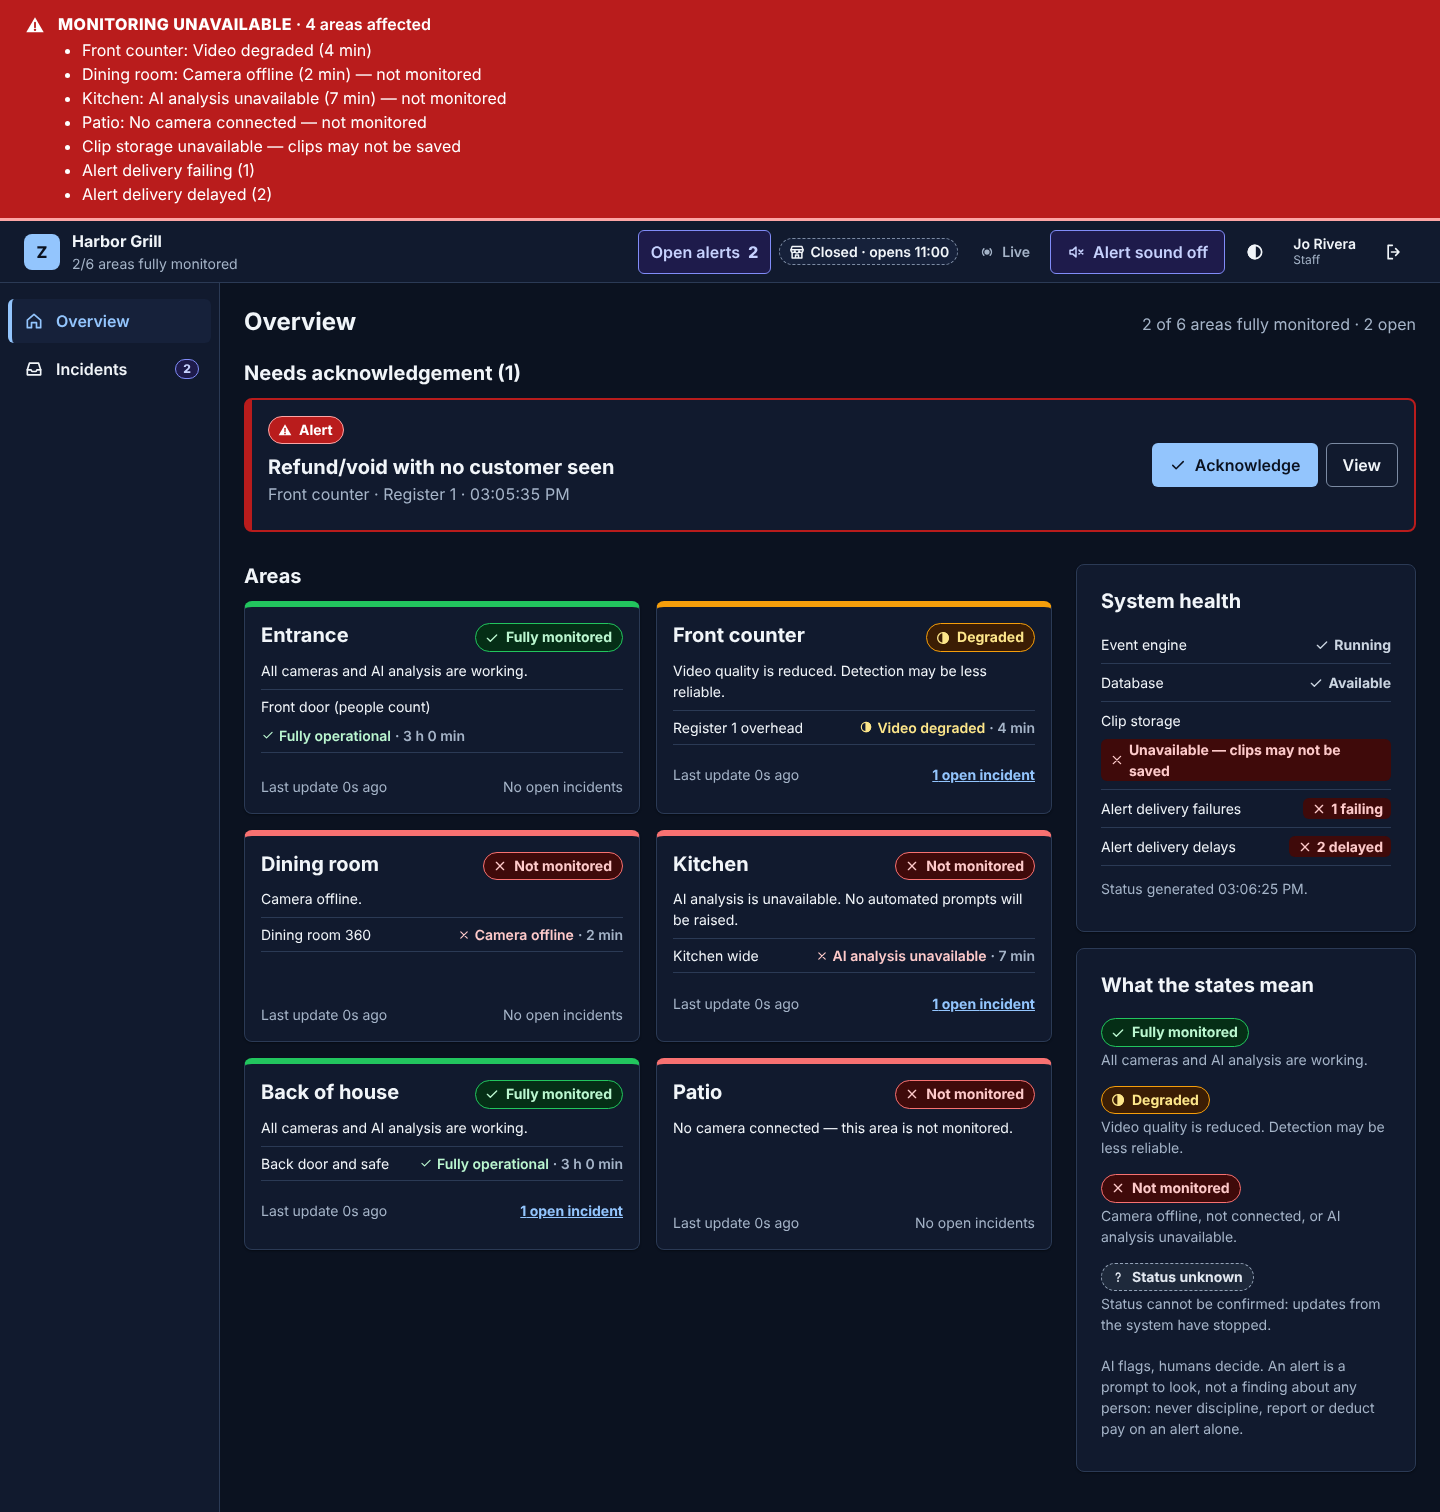 MONITORING UNAVAILABLE · 4 areas affected
• Front counter: Video degraded (4 min)
• Dining room: Camera offline (2 min) — not monitored
• Kitchen: AI analysis unavailable (7 min) — not monitored
• Patio: No camera connected — not monitored
• Clip storage unavailable — clips may not be saved
• Alert delivery failing (1)
• Alert delivery delayed (2)
Z
Harbor Grill
2/6 areas fully monitored
Open alerts 2
Closed · opens 11:00
Live
Alert sound off
Jo Rivera
Staff
Overview
Incidents 2
Overview
2 of 6 areas fully monitored · 2 open
Needs acknowledgement (1)
Alert
Refund/void with no customer seen
Front counter · Register 1 · 03:05:35 PM
Acknowledge
View
Areas
Entrance
Fully monitored
All cameras and AI analysis are working.
Front door (people count)
Fully operational · 3 h 0 min
Last update 0s ago
No open incidents
Front counter
Degraded
Video quality is reduced. Detection may be less
reliable.
Register 1 overhead
Video degraded · 4 min
Last update 0s ago
1 open incident
Dining room
Not monitored
Camera offline.
Dining room 360
Camera offline · 2 min
Last update 0s ago
No open incidents
Kitchen
Not monitored
AI analysis is unavailable. No automated prompts will
be raised.
Kitchen wide
AI analysis unavailable · 7 min
Last update 0s ago
1 open incident
Back of house
Fully monitored
All cameras and AI analysis are working.
Back door and safe
Fully operational · 3 h 0 min
Last update 0s ago
1 open incident
Patio
Not monitored
No camera connected — this area is not monitored.
Last update 0s ago
No open incidents
System health
Event engine
Running
Database
Available
Clip storage
Unavailable — clips may not be
saved
Alert delivery failures
1 failing
Alert delivery delays
2 delayed
Status generated 03:06:25 PM.
What the states mean
Fully monitored
All cameras and AI analysis are working.
Degraded
Video quality is reduced. Detection may be
less reliable.
Not monitored
Camera offline, not connected, or AI
analysis unavailable.
? Status unknown
Status cannot be confirmed: updates from
the system have stopped.
AI flags, humans decide. An alert is a
prompt to look, not a finding about any
person: never discipline, report or deduct
pay on an alert alone.